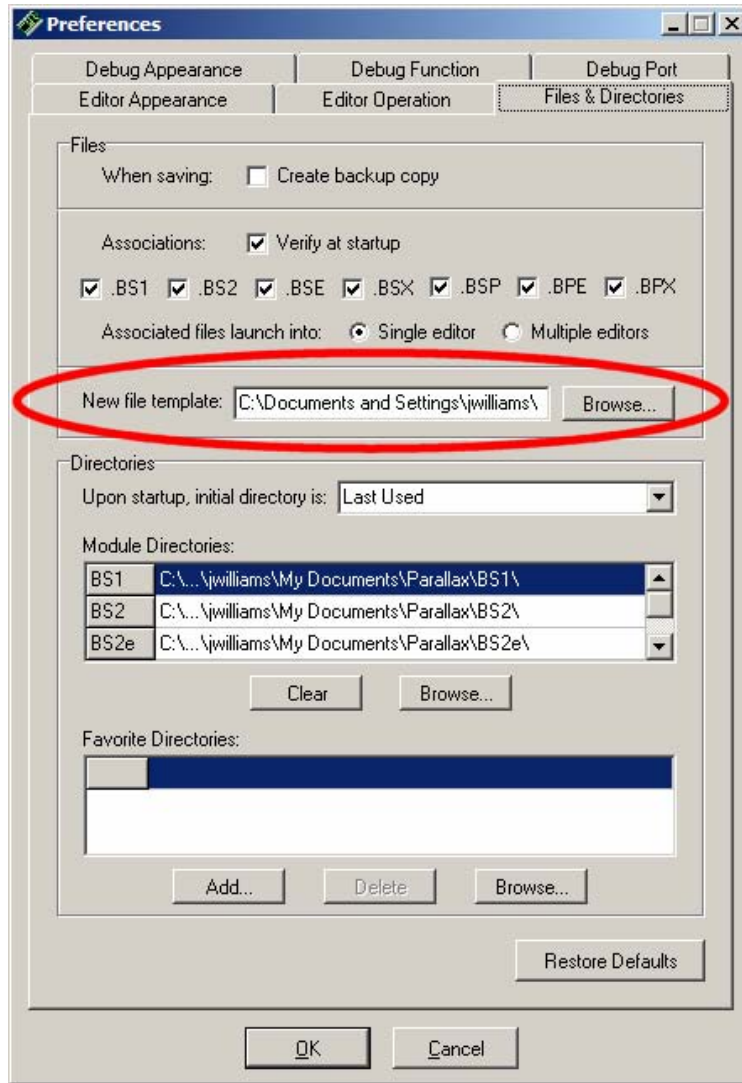 Preferences
Debug Appearance Debug Function Debug Port
Editor Appearance Editor Operation Files & Directories
Files
When saving: Create backup copy
Associations: Verify at startup
.BS1 .BS2 .BSE .BSX .BSP .BPE .BPX
Associated files launch into: Single editor Multiple editors
New file template: C:\Documents and Settings\jwilliams\ Browse...
Directories
Upon startup, initial directory is: Last Used
Module Directories:
BS1 C:\...\jwilliams\My Documents\Parallax\BS1\
BS2 C:\...\jwilliams\My Documents\Parallax\BS2\
BS2e C:\...\jwilliams\My Documents\Parallax\BS2e\
Clear Browse...
Favorite Directories:
Add... Delete Browse...
Restore Defaults
OK Cancel